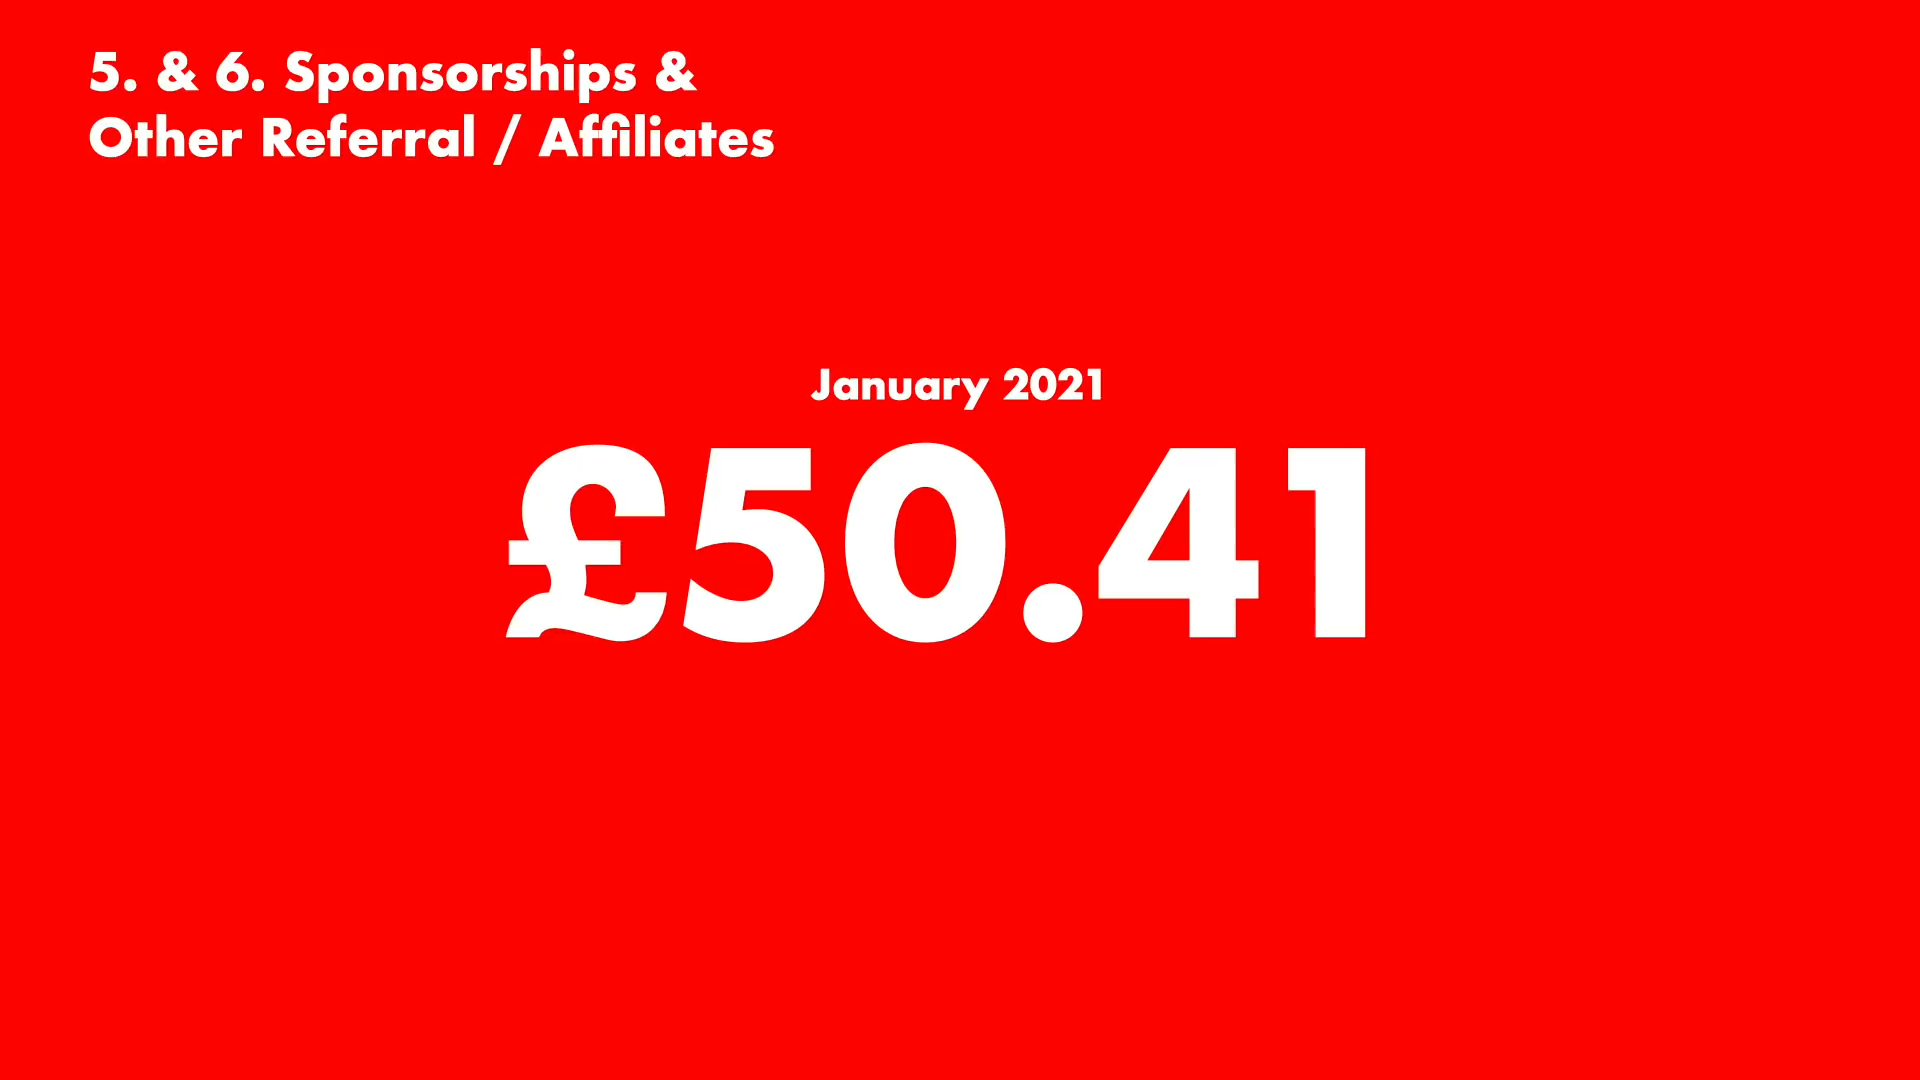 5. & 6. Sponsorships &
Other Referral / Affiliates
January 2021
£50.41